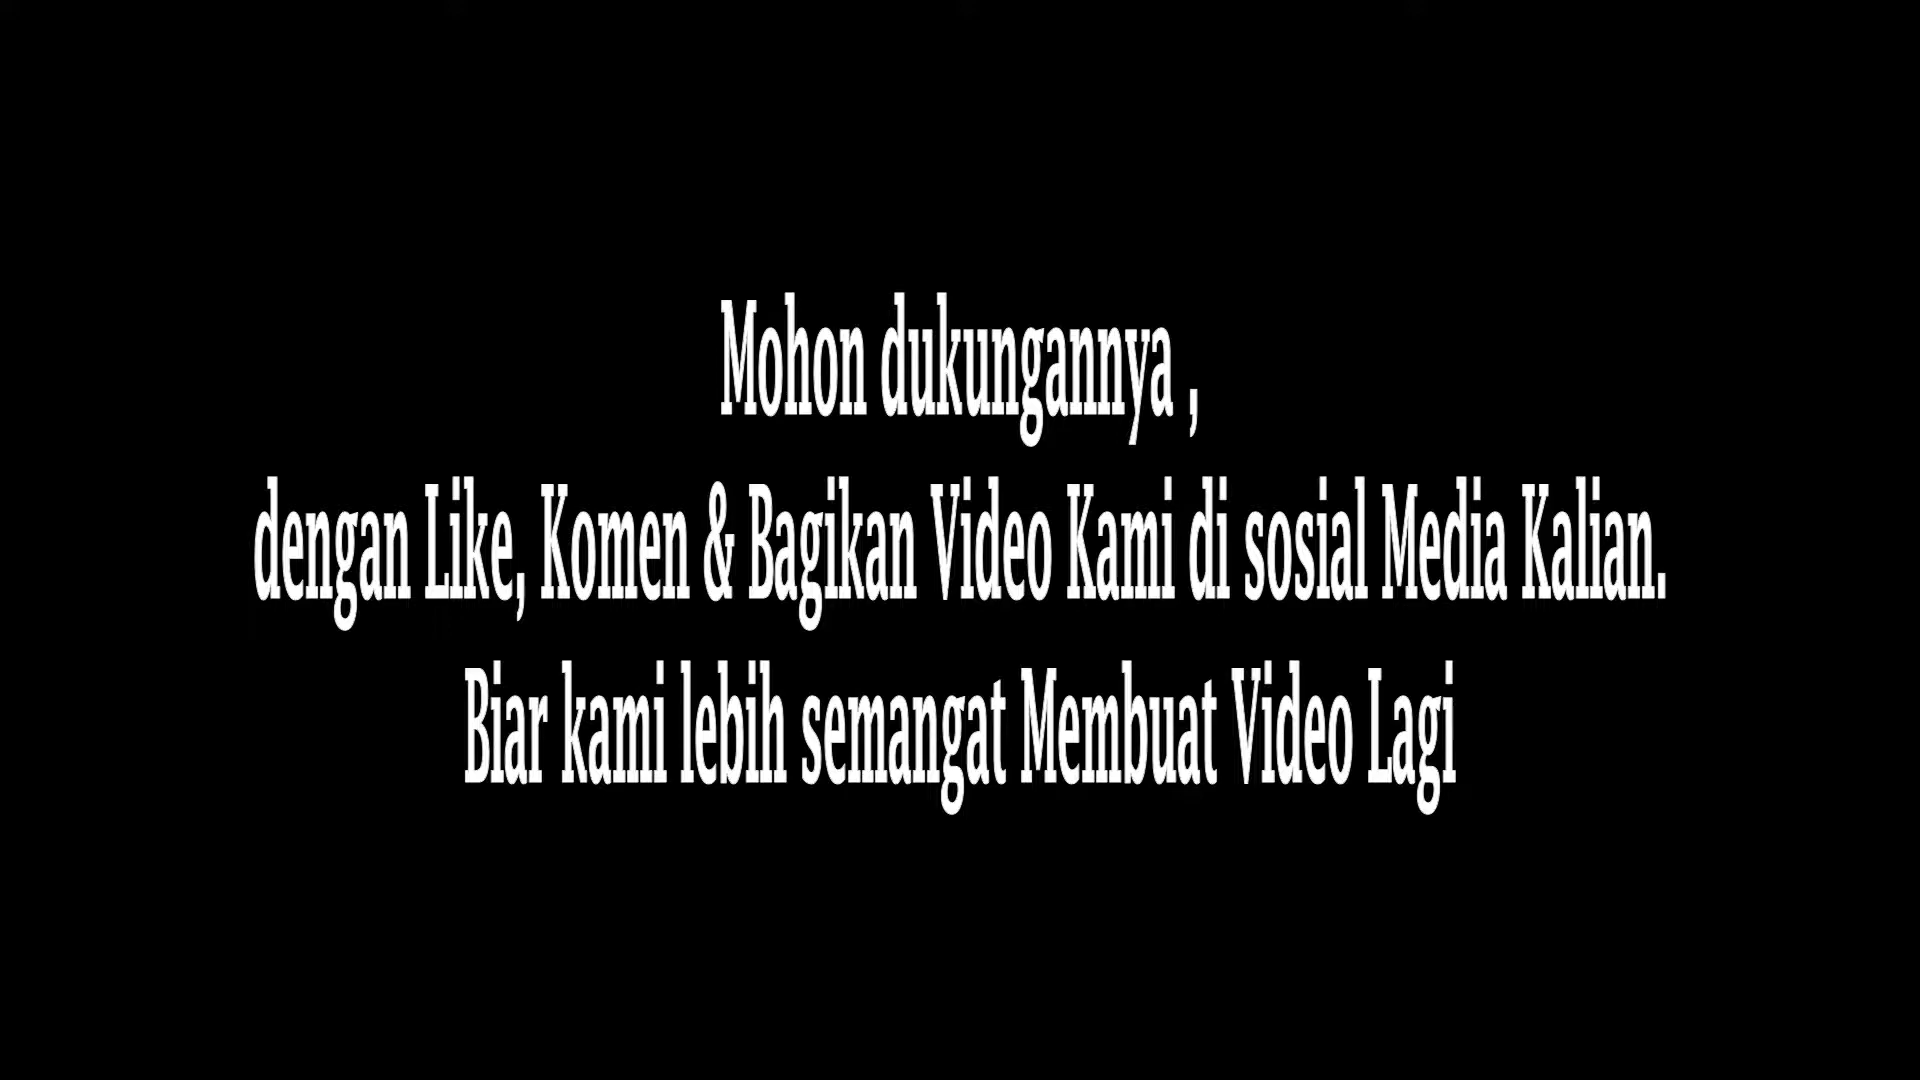 Mohon dukungannya ,
dengan Like, Komen & Bagikan Video Kami di sosial Media Kalian.
Biar kami lebih semangat Membuat Video Lagi